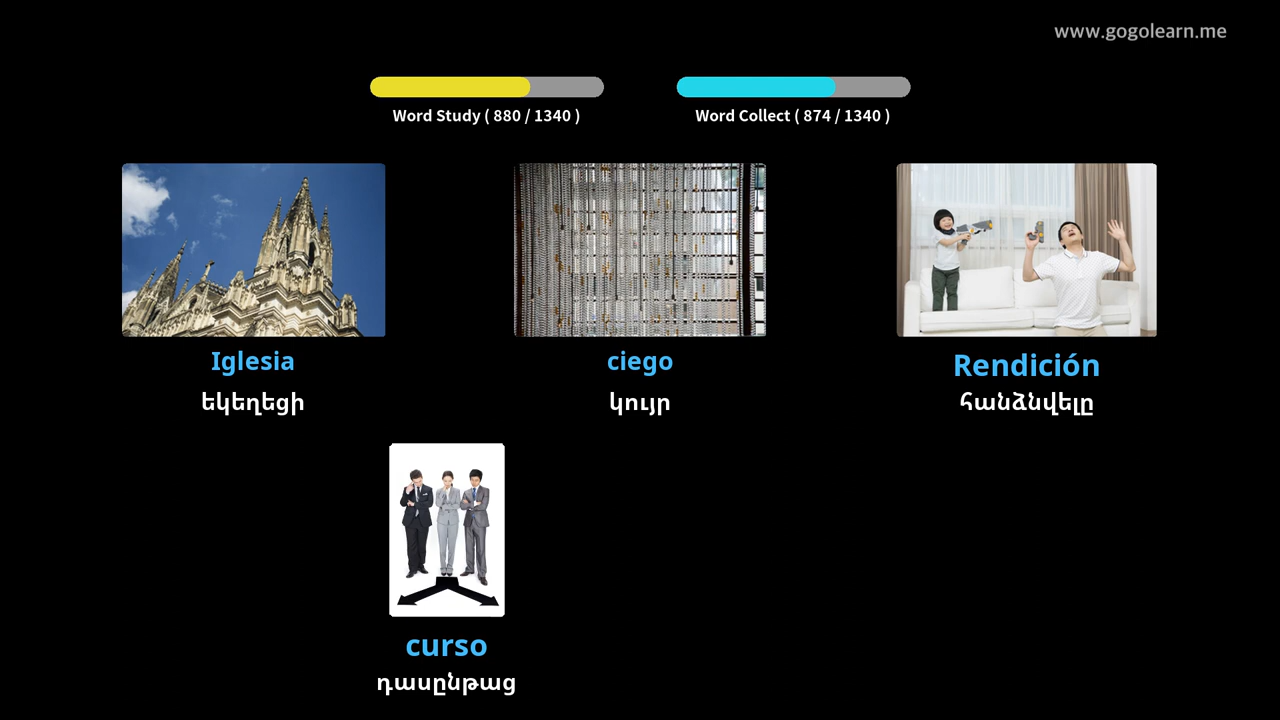 www.gogolearn.me
Word Study ( 880 / 1340 )
Word Collect ( 874 / 1340 )
Iglesia
եկեղեցի
ciego
կույր
Rendición
հանձնվելը
curso
դասընթաց